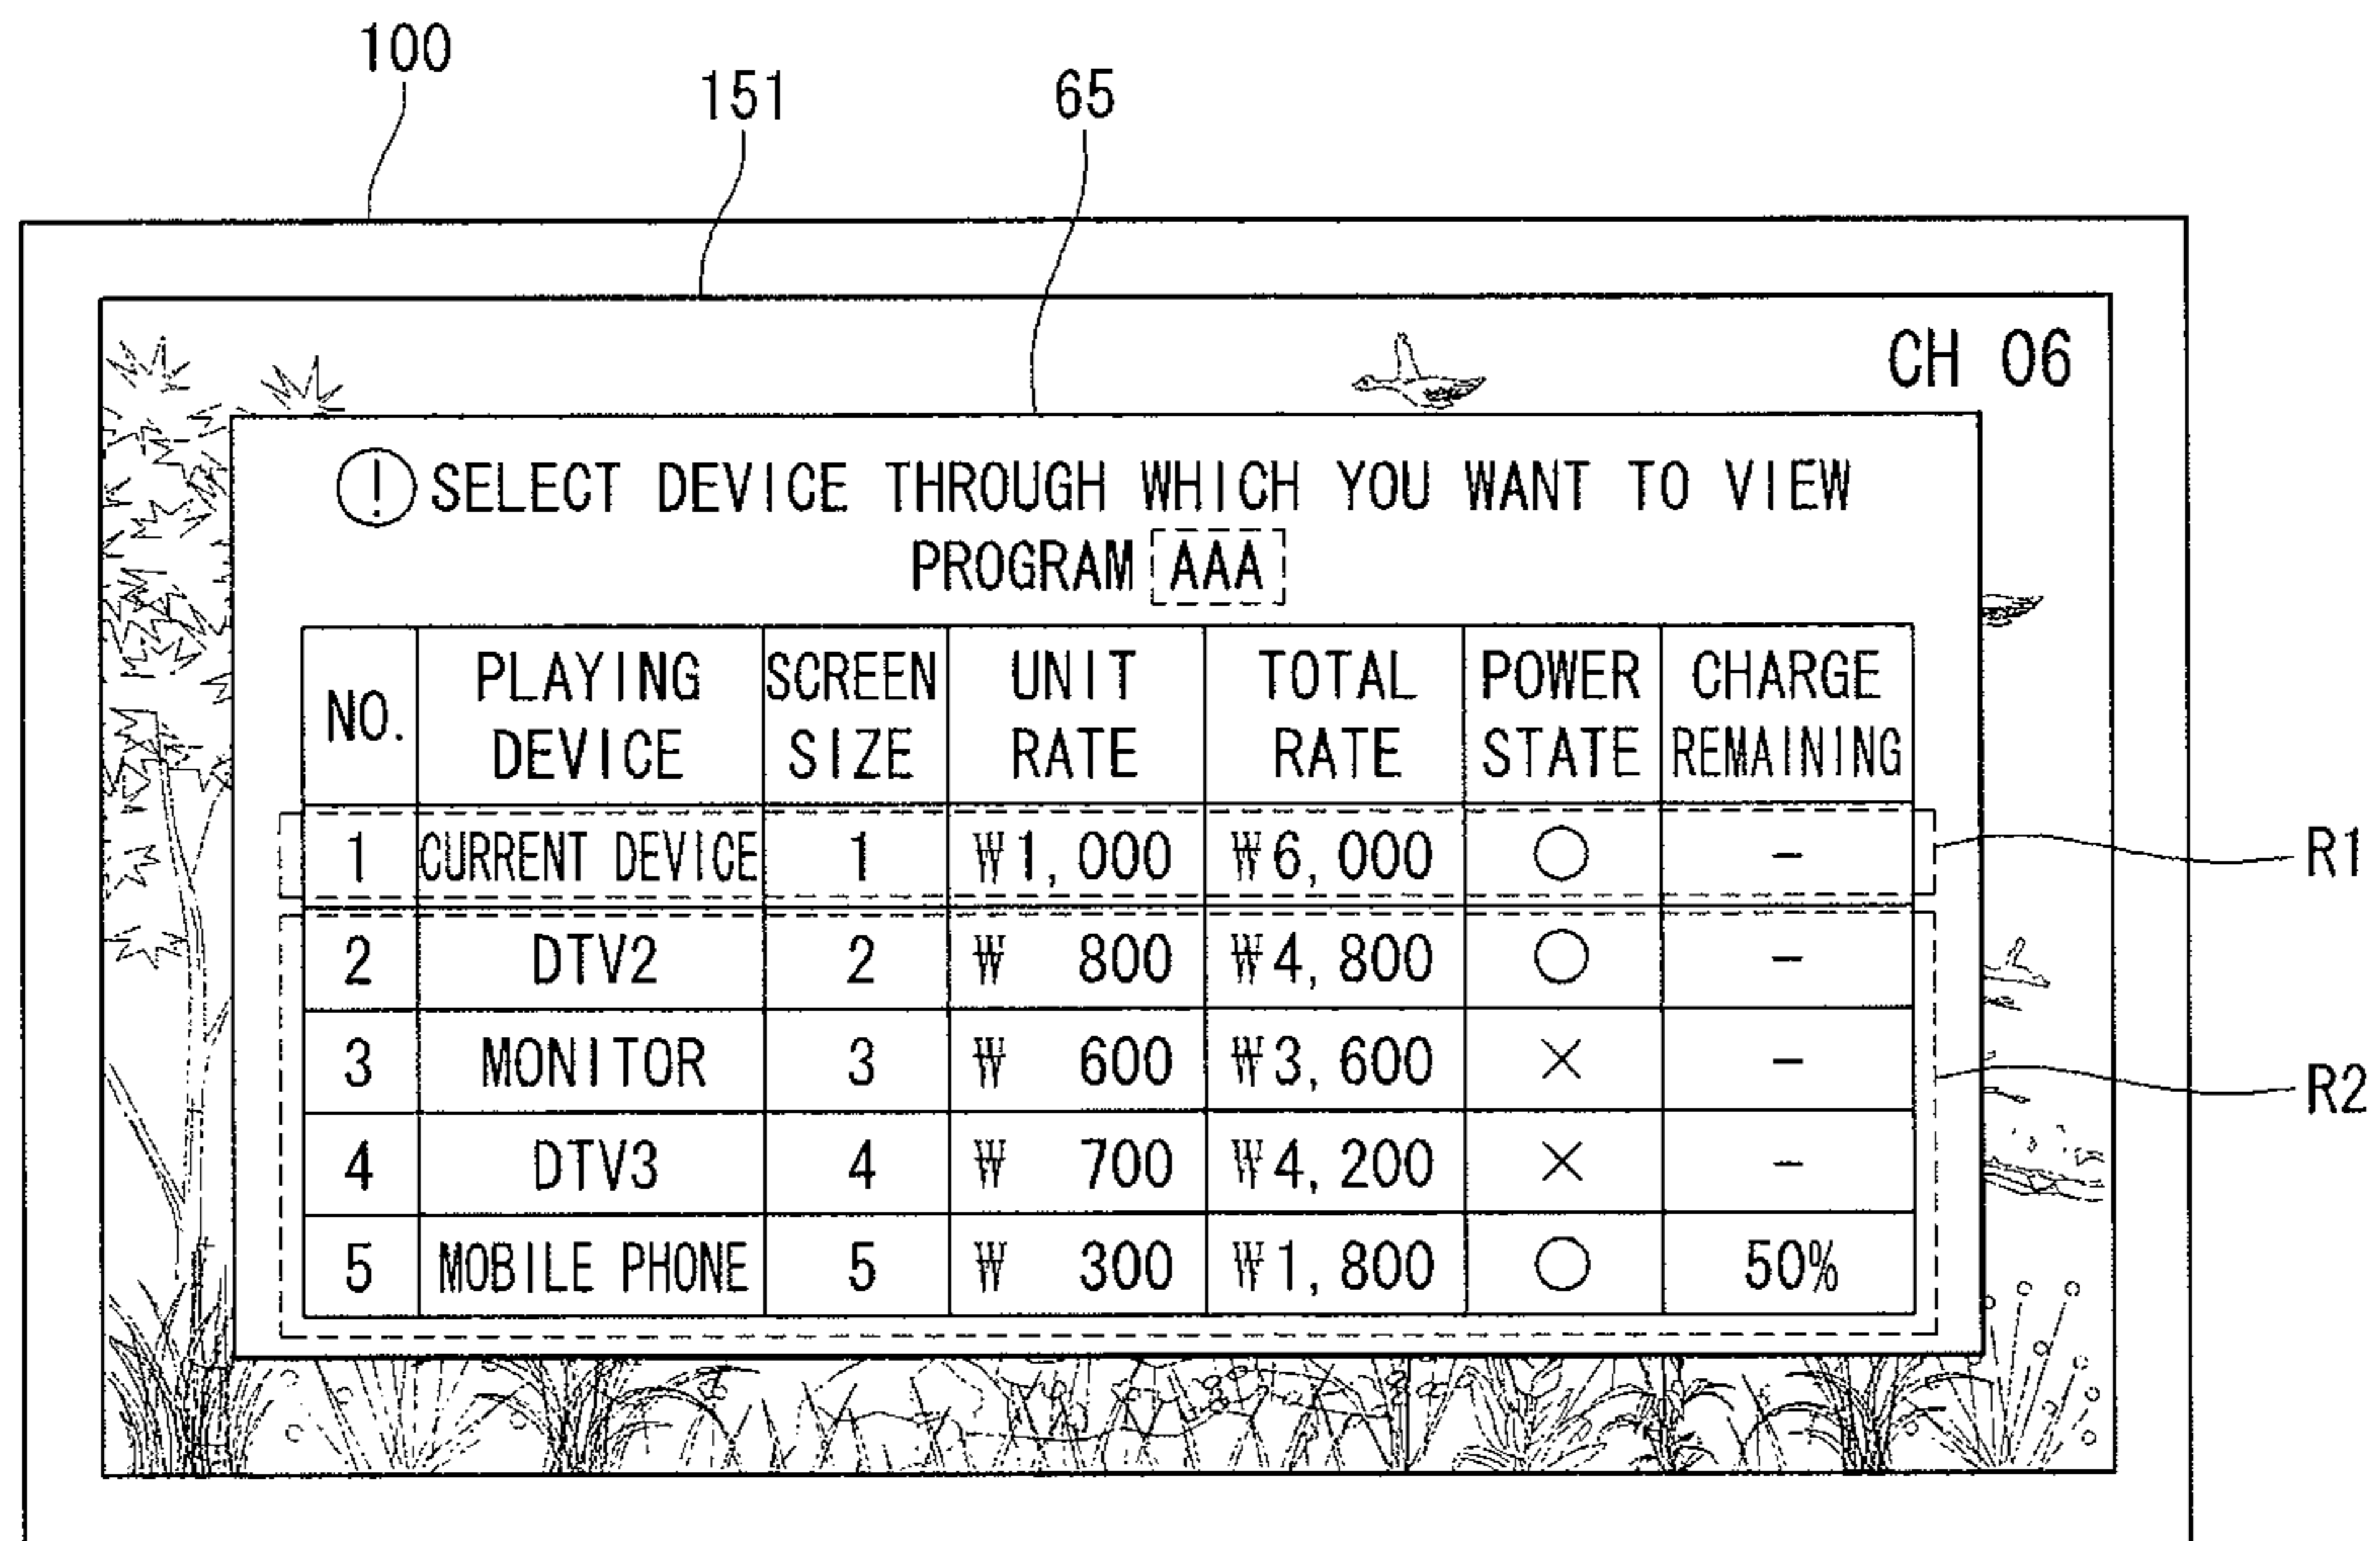 100
151
65
CH 06
! SELECT DEVICE THROUGH WHICH YOU WANT TO VIEW
PROGRAM AAA
NO. PLAYING DEVICE SCREEN SIZE UNIT RATE TOTAL RATE POWER STATE CHARGE REMAINING
1 CURRENT DEVICE 1 ₩1,000 ₩6,000 ○ –
R1
2 DTV2 2 ₩ 800 ₩4,800 ○ –
3 MONITOR 3 ₩ 600 ₩3,600 × –
R2
4 DTV3 4 ₩ 700 ₩4,200 × –
5 MOBILE PHONE 5 ₩ 300 ₩1,800 ○ 50%